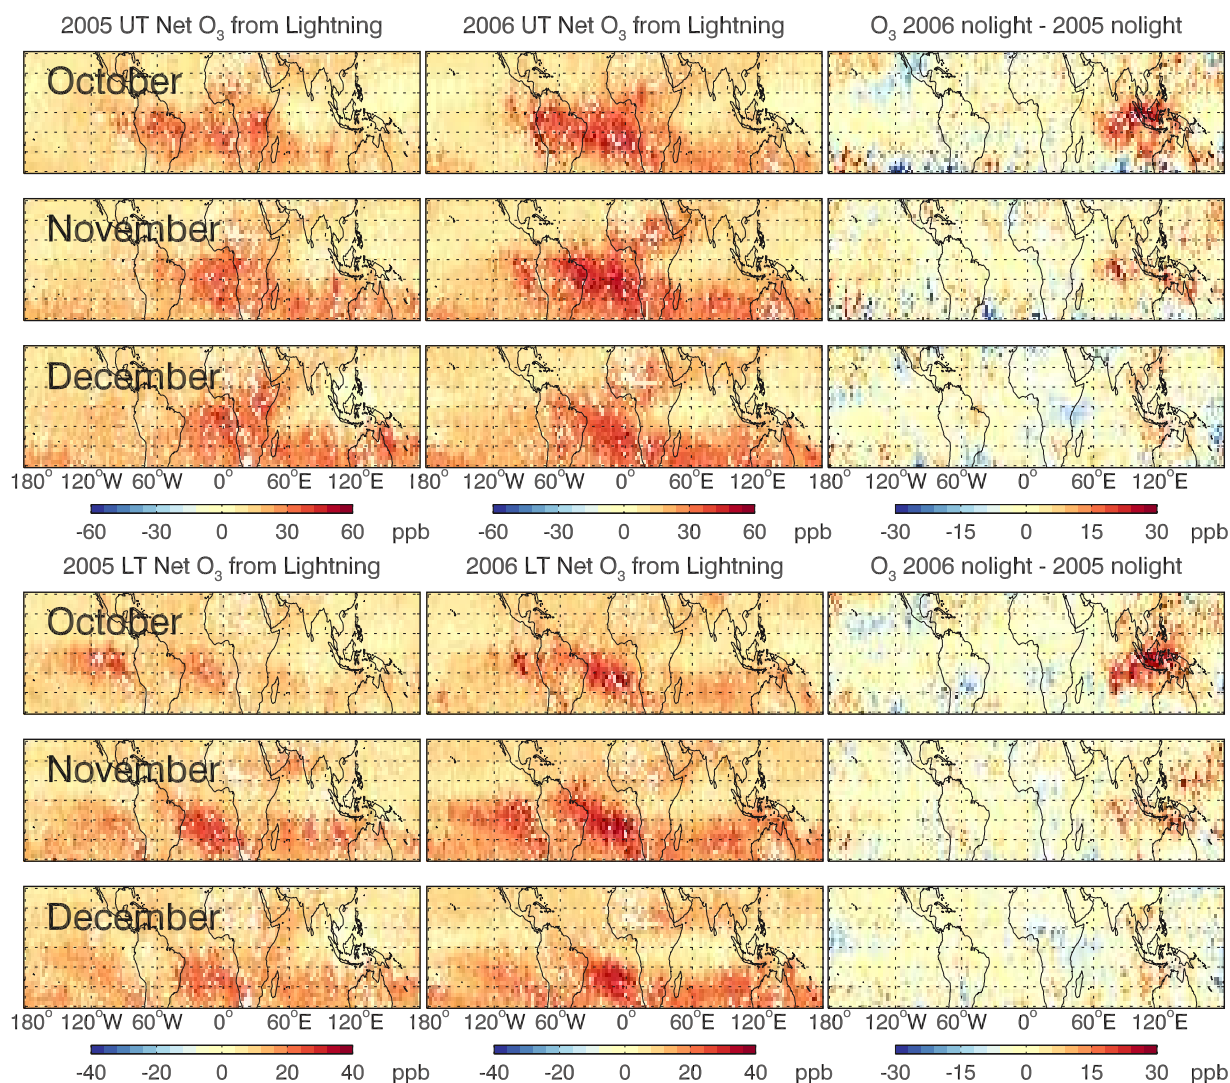 2005 UT Net O₃ from Lightning 2006 UT Net O₃ from Lightning O₃ 2006 nolight - 2005 nolight
October
November
December
180° 120°W 60°W 0° 60°E 120°E 180° 120°W 60°W 0° 60°E 120°E 180° 120°W 60°W 0° 60°E 120°E
-60 -30 0 30 60 ppb -60 -30 0 30 60 ppb -30 -15 0 15 30 ppb
2005 LT Net O₃ from Lightning 2006 LT Net O₃ from Lightning O₃ 2006 nolight - 2005 nolight
October
November
December
180° 120°W 60°W 0° 60°E 120°E 180° 120°W 60°W 0° 60°E 120°E 180° 120°W 60°W 0° 60°E 120°E
-40 -20 0 20 40 ppb -40 -20 0 20 40 ppb -30 -15 0 15 30 ppb